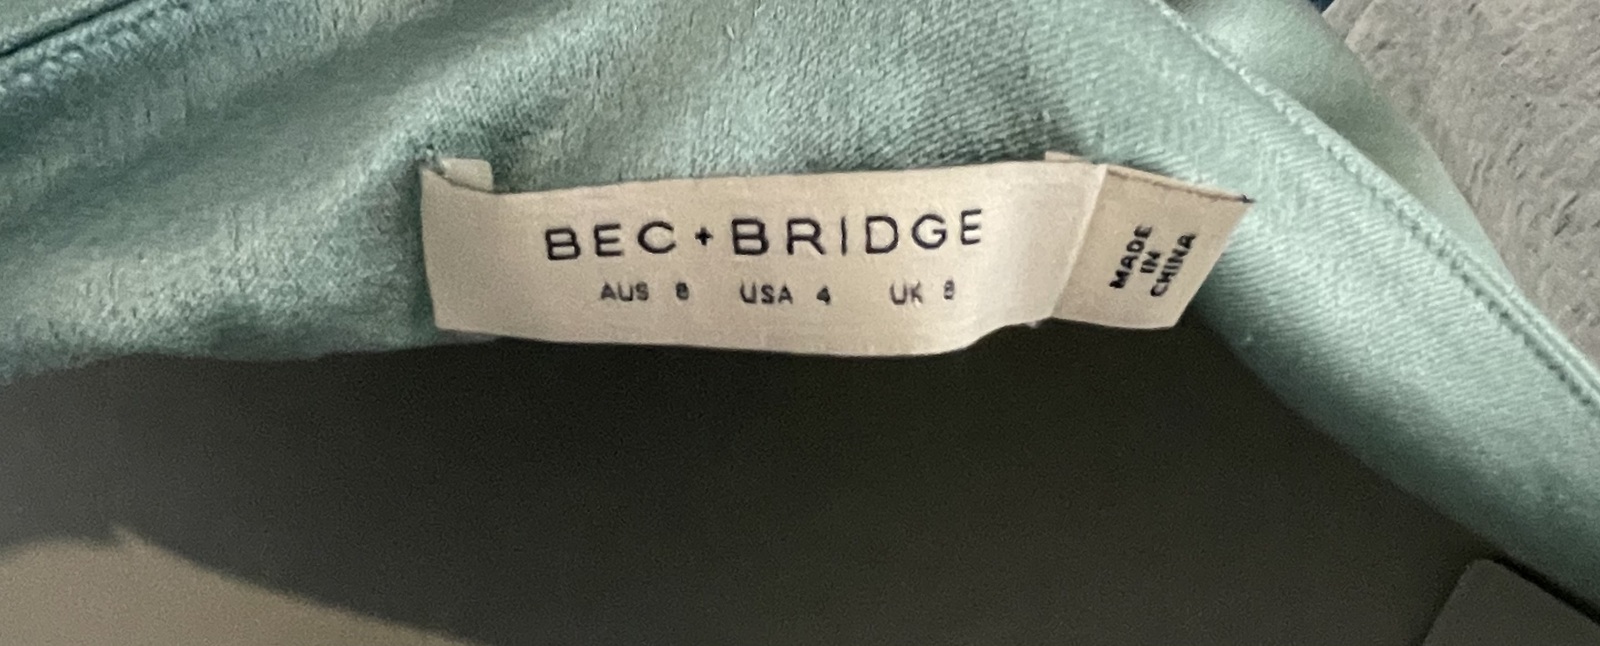 BEC + BRIDGE
AUS 8 USA 4 UK 8
MADE
IN
CHINA